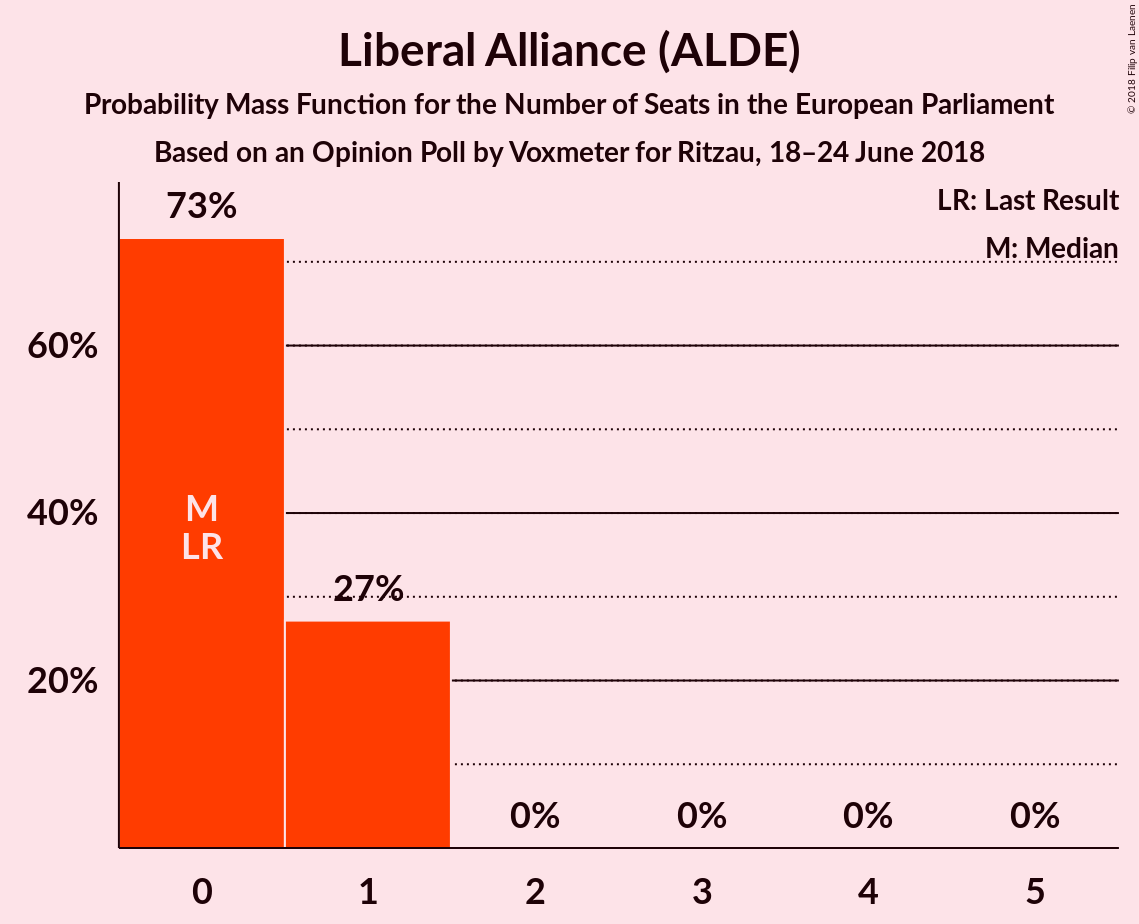 Liberal Alliance (ALDE)
Probability Mass Function for the Number of Seats in the European Parliament
Based on an Opinion Poll by Voxmeter for Ritzau, 18–24 June 2018
© 2018 Filip van Laenen
LR: Last Result
M: Median
73%
60%
40%
20%
M
LR
27%
0% 0% 0% 0%
0 1 2 3 4 5